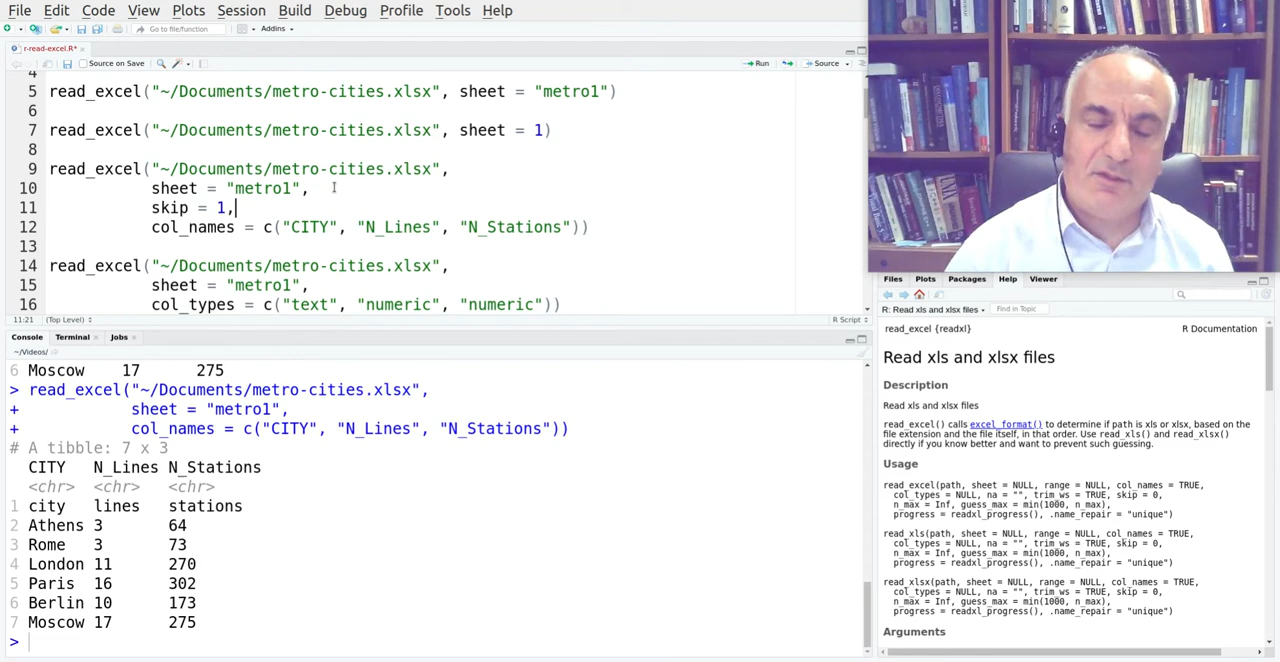 File Edit Code View Plots Session Build Debug Profile Tools Help
Go to file/function Addins
r-read-excel.R*
Source on Save Run Source
4
5 read_excel("~/Documents/metro-cities.xlsx", sheet = "metro1")
6
7 read_excel("~/Documents/metro-cities.xlsx", sheet = 1)
8
9 read_excel("~/Documents/metro-cities.xlsx",
10 sheet = "metro1",
11 skip = 1,
12 col_names = c("CITY", "N_Lines", "N_Stations"))
13
14 read_excel("~/Documents/metro-cities.xlsx",
15 sheet = "metro1",
16 col_types = c("text", "numeric", "numeric"))
11:21 (Top Level) R Script
Console Terminal Jobs
~/Videos/
6 Moscow 17 275
> read_excel("~/Documents/metro-cities.xlsx",
+ sheet = "metro1",
+ col_names = c("CITY", "N_Lines", "N_Stations"))
# A tibble: 7 x 3
CITY N_Lines N_Stations
<chr> <chr> <chr>
1 city lines stations
2 Athens 3 64
3 Rome 3 73
4 London 11 270
5 Paris 16 302
6 Berlin 10 173
7 Moscow 17 275
>
Files Plots Packages Help Viewer
R: Read xls and xlsx files Find in Topic
read_excel {readxl} R Documentation
Read xls and xlsx files
Description
Read xls and xlsx files
read_excel() calls excel_format() to determine if path is xls or xlsx, based on the
file extension and the file itself, in that order. Use read_xls() and read_xlsx()
directly if you know better and want to prevent such guessing.
Usage
read_excel(path, sheet = NULL, range = NULL, col_names = TRUE,
col_types = NULL, na = "", trim_ws = TRUE, skip = 0,
n_max = Inf, guess_max = min(1000, n_max),
progress = readxl_progress(), .name_repair = "unique")
read_xls(path, sheet = NULL, range = NULL, col_names = TRUE,
col_types = NULL, na = "", trim_ws = TRUE, skip = 0,
n_max = Inf, guess_max = min(1000, n_max),
progress = readxl_progress(), .name_repair = "unique")
read_xlsx(path, sheet = NULL, range = NULL, col_names = TRUE,
col_types = NULL, na = "", trim_ws = TRUE, skip = 0,
n_max = Inf, guess_max = min(1000, n_max),
progress = readxl_progress(), .name_repair = "unique")
Arguments